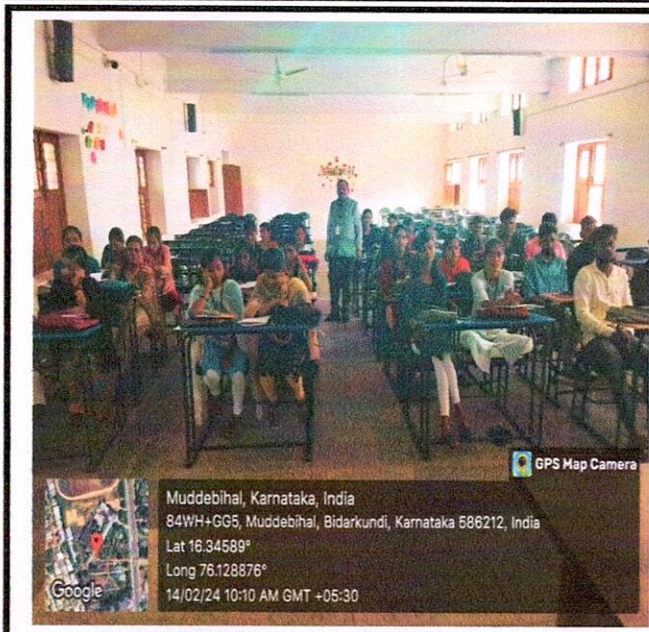 GPS Map Camera
Muddebihal, Karnataka, India
84WH+GG5, Muddebihal, Bidarkundi, Karnataka 586212, India
Lat 16.34589°
Long 76.128876°
14/02/24 10:10 AM GMT +05:30
Google